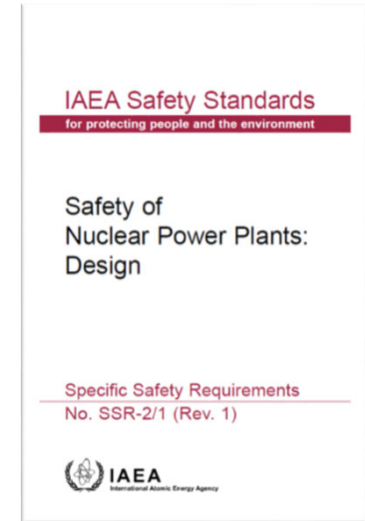 IAEA Safety Standards
for protecting people and the environment
Safety of
Nuclear Power Plants:
Design
Specific Safety Requirements
No. SSR-2/1 (Rev. 1)
IAEA
International Atomic Energy Agency